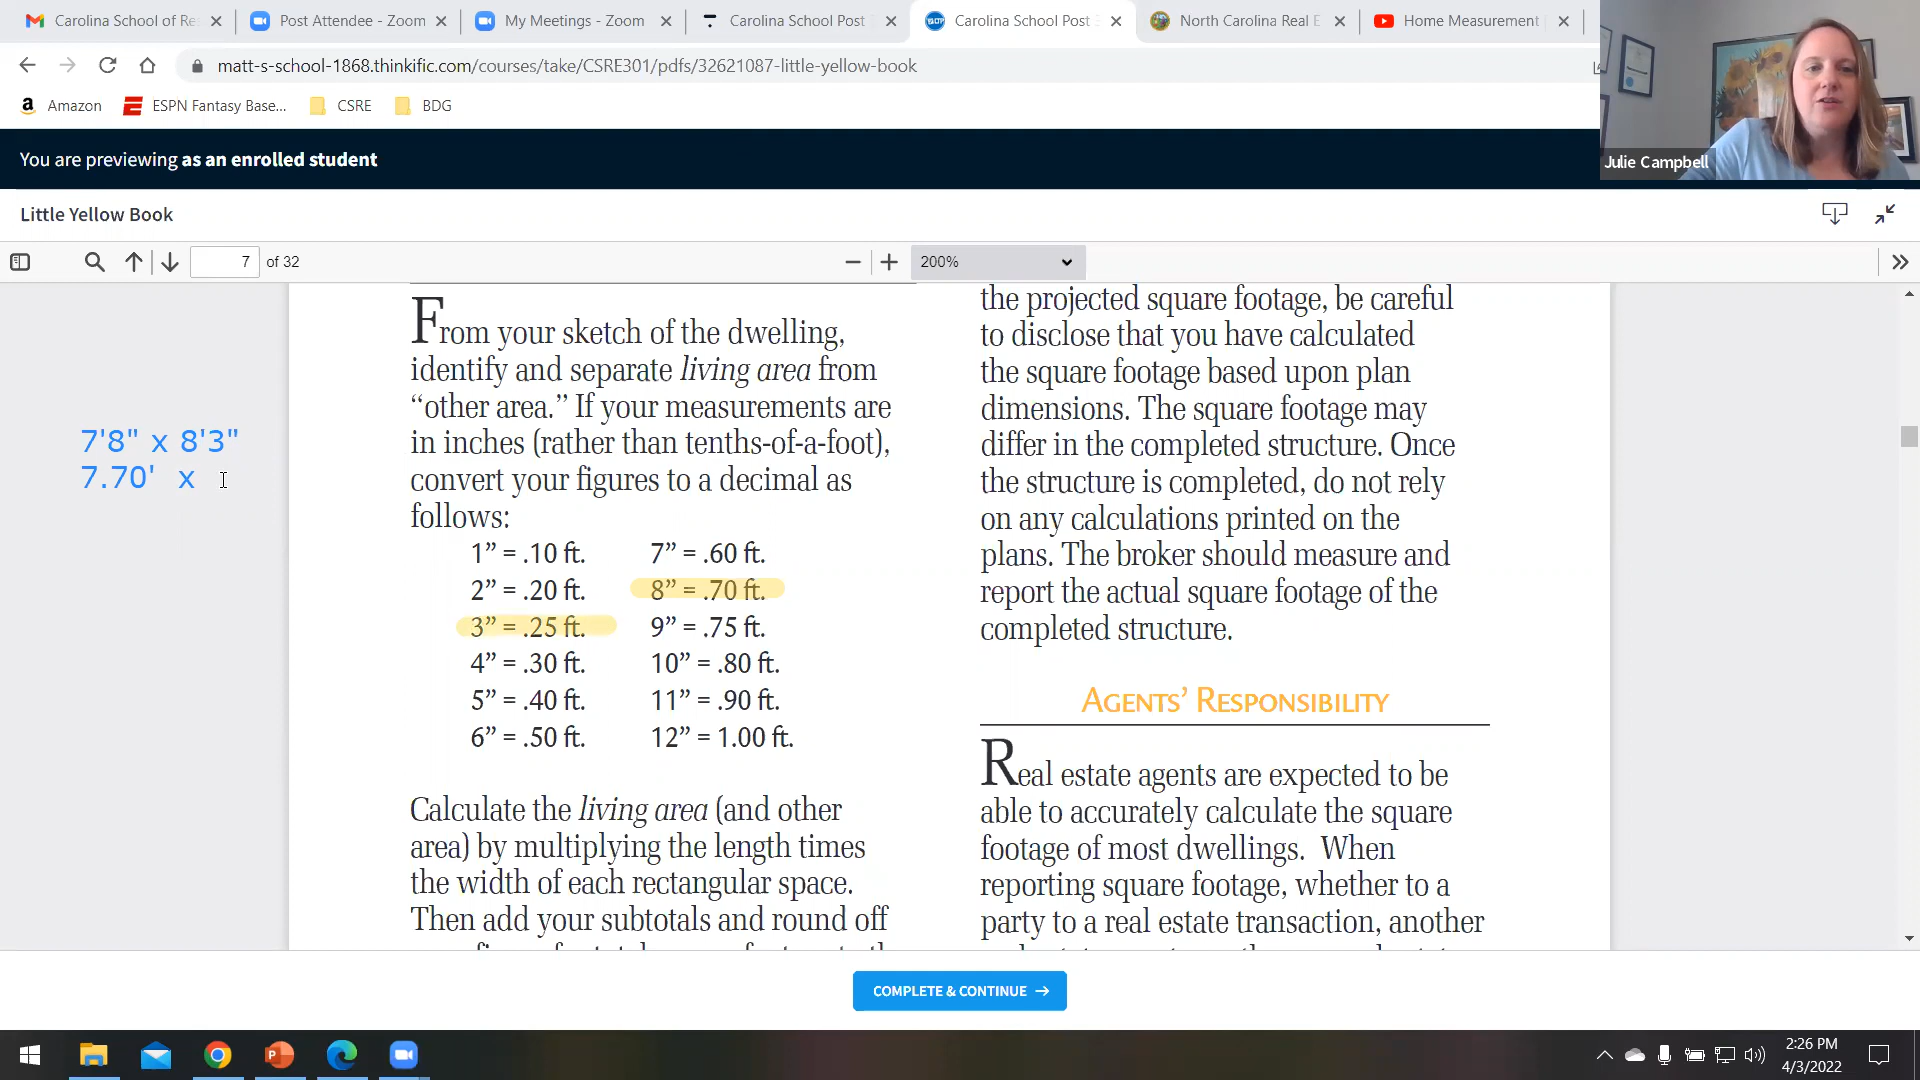 Carolina School of Re
Post Attendee - Zoom
My Meetings - Zoom
Carolina School Post
Carolina School Post
North Carolina Real E
Home Measurement
matt-s-school-1868.thinkific.com/courses/take/CSRE301/pdfs/32621087-little-yellow-book
Amazon
ESPN Fantasy Base...
CSRE
BDG
You are previewing as an enrolled student
Julie Campbell
Little Yellow Book
7 of 32
200%
7'8" x 8'3"
7.70' x
From your sketch of the dwelling,
identify and separate living area from
“other area.” If your measurements are
in inches (rather than tenths-of-a-foot),
convert your figures to a decimal as
follows:
1” = .10 ft. 7” = .60 ft.
2” = .20 ft. 8” = .70 ft.
3” = .25 ft. 9” = .75 ft.
4” = .30 ft. 10” = .80 ft.
5” = .40 ft. 11” = .90 ft.
6” = .50 ft. 12” = 1.00 ft.
Calculate the living area (and other
area) by multiplying the length times
the width of each rectangular space.
Then add your subtotals and round off
the projected square footage, be careful
to disclose that you have calculated
the square footage based upon plan
dimensions. The square footage may
differ in the completed structure. Once
the structure is completed, do not rely
on any calculations printed on the
plans. The broker should measure and
report the actual square footage of the
completed structure.
Agents’ Responsibility
Real estate agents are expected to be
able to accurately calculate the square
footage of most dwellings. When
reporting square footage, whether to a
party to a real estate transaction, another
COMPLETE & CONTINUE →
2:26 PM
4/3/2022